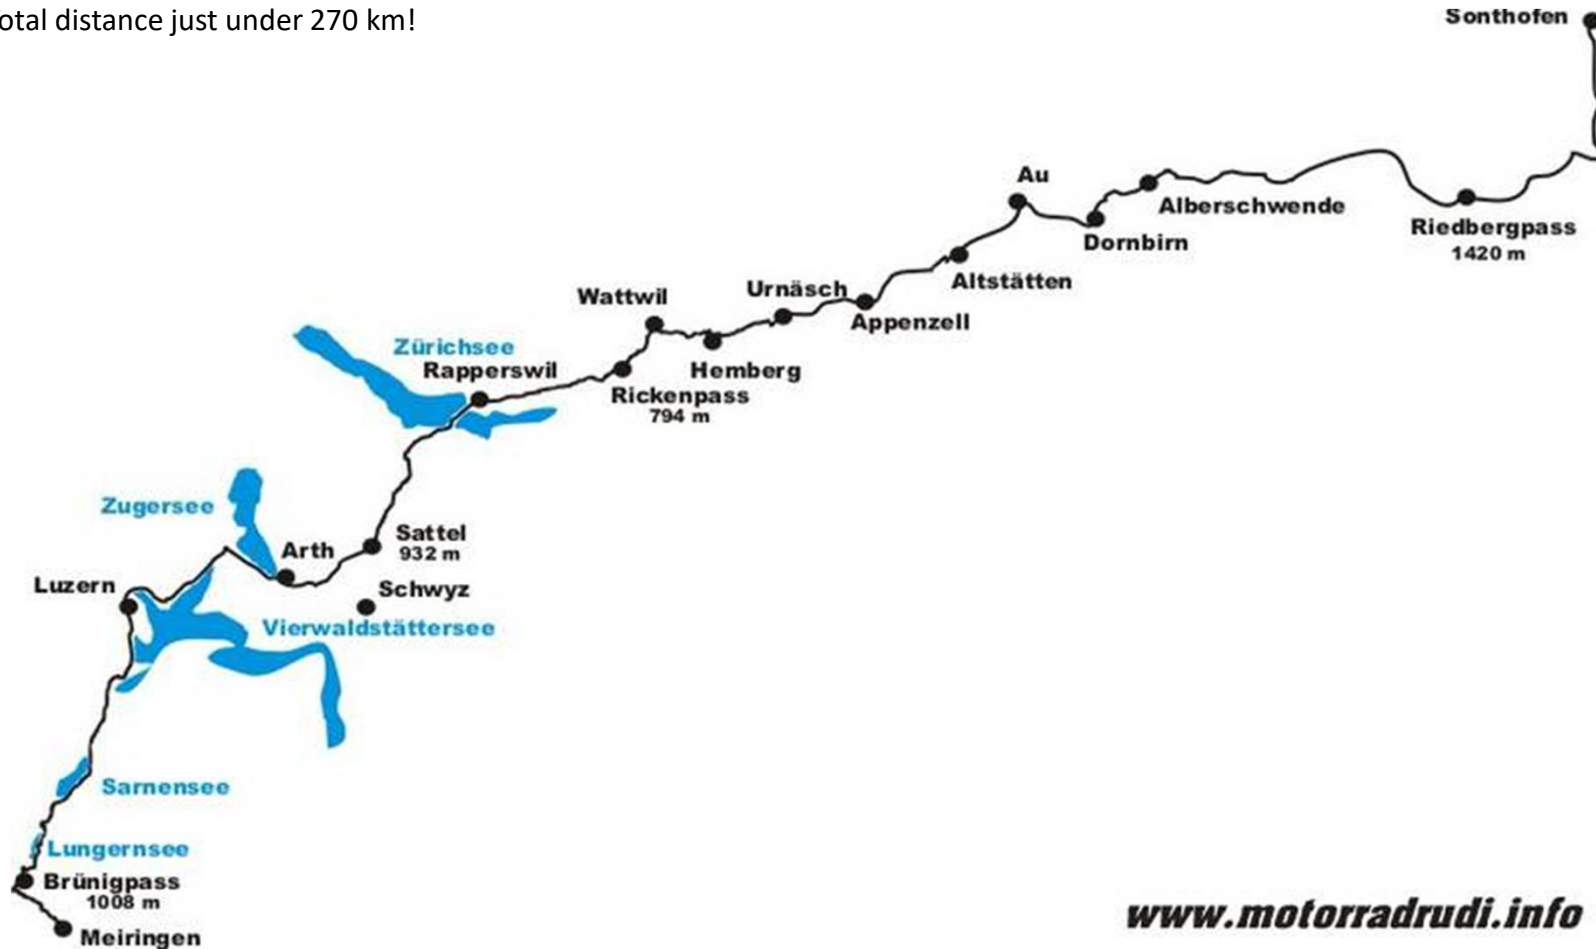 otal distance just under 270 km!
Sonthofen
Au
Alberschwende
Riedbergpass
1420 m
Dornbirn
Altstätten
Urnäsch
Appenzell
Wattwil
Hemberg
Zürichsee
Rapperswil
Rickenpass
794 m
Zugersee
Sattel
932 m
Arth
Schwyz
Luzern
Vierwaldstättersee
Sarnensee
Lungernsee
Brünigpass
1008 m
Meiringen
www.motorradrudi.info